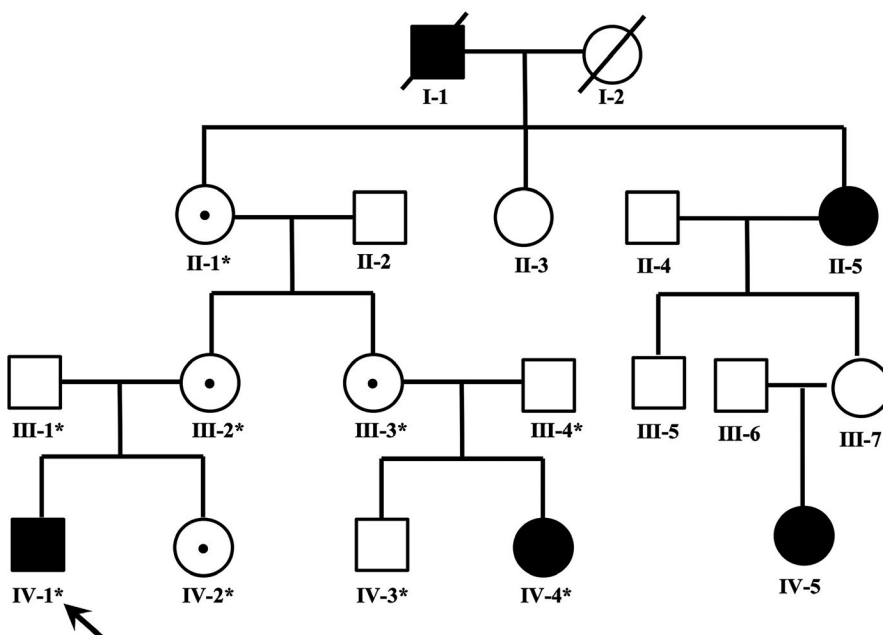 I-1 I-2
II-1* II-2 II-3 II-4 II-5
III-1* III-2* III-3* III-4* III-5 III-6 III-7
IV-1* IV-2* IV-3* IV-4* IV-5